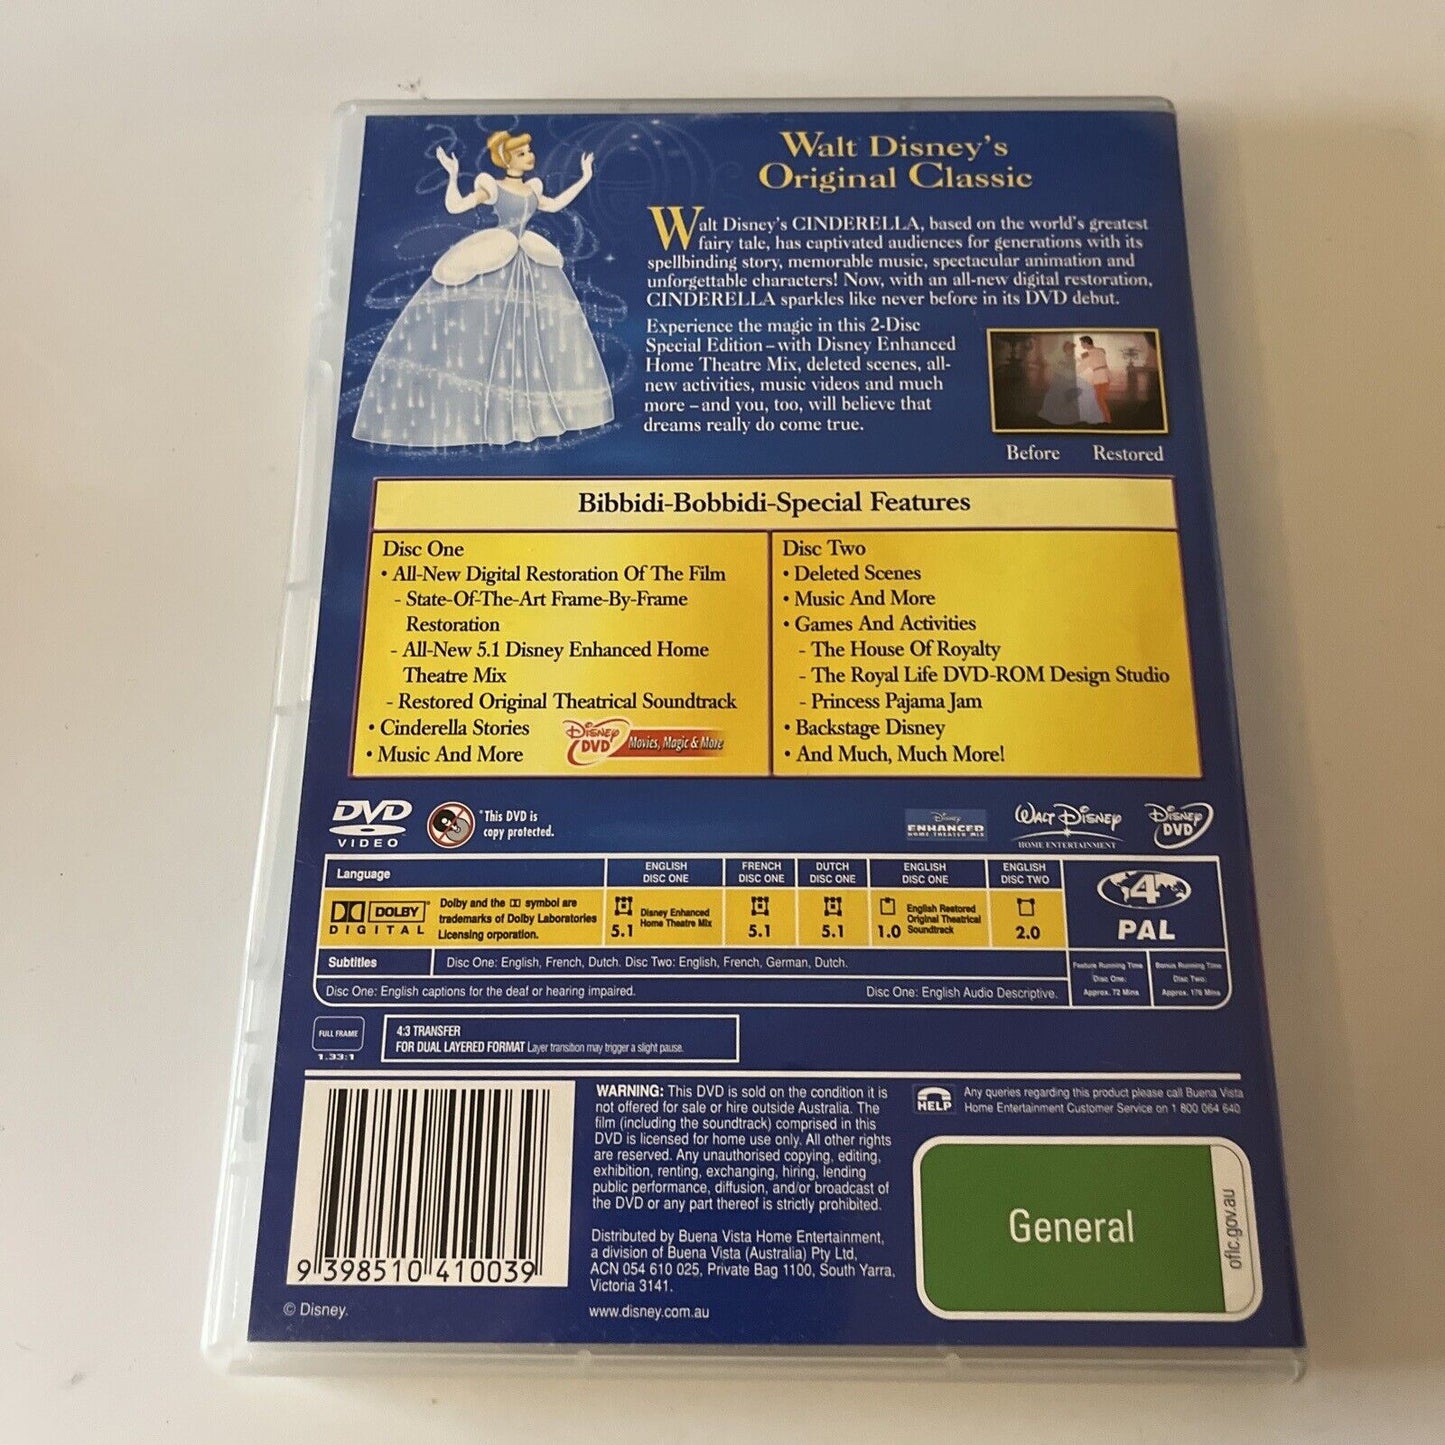 Walt Disney's
Original Classic
Walt Disney's CINDERELLA, based on the world's greatest
fairy tale, has captivated audiences for generations with its
spellbinding story, memorable music, spectacular animation and
unforgettable characters! Now, with an all-new digital restoration,
CINDERELLA sparkles like never before in its DVD debut.
Experience the magic in this 2-Disc
Special Edition – with Disney Enhanced
Home Theatre Mix, deleted scenes, all-
new activities, music videos and much
more – and you, too, will believe that
dreams really do come true.
Before Restored
Bibbidi-Bobbidi-Special Features
Disc One
• All-New Digital Restoration Of The Film
- State-Of-The-Art Frame-By-Frame
Restoration
- All-New 5.1 Disney Enhanced Home
Theatre Mix
- Restored Original Theatrical Soundtrack
• Cinderella Stories
• Music And More
Disney DVD Movies, Magic & More
Disc Two
• Deleted Scenes
• Music And More
• Games And Activities
- The House Of Royalty
- The Royal Life DVD-ROM Design Studio
- Princess Pajama Jam
• Backstage Disney
• And Much, Much More!
DVD
VIDEO
This DVD is
copy protected.
Disney
ENHANCED
HOME THEATER MIX
Walt Disney
HOME ENTERTAINMENT
Disney
DVD
Language
ENGLISH
DISC ONE
FRENCH
DISC ONE
DUTCH
DISC ONE
ENGLISH
DISC ONE
ENGLISH
DISC TWO
DOLBY
DIGITAL
Dolby and the symbol are
trademarks of Dolby Laboratories
Licensing orporation.
5.1 Disney Enhanced
Home Theatre Mix
5.1
5.1
1.0 English Restored
Original Theatrical
Soundtrack
2.0
4
PAL
Subtitles
Disc One: English, French, Dutch. Disc Two: English, French, German, Dutch.
Disc One: English captions for the deaf or hearing impaired.
Disc One: English Audio Descriptive.
Feature Running Time
Disc One:
Approx. 72 Mins
Bonus Running Time
Disc Two:
Approx. 176 Mins
FULL FRAME
1.33:1
4:3 TRANSFER
FOR DUAL LAYERED FORMAT Layer transition may trigger a slight pause.
9 398510 410039
© Disney.
WARNING: This DVD is sold on the condition it is
not offered for sale or hire outside Australia. The
film (including the soundtrack) comprised in this
DVD is licensed for home use only. All other rights
are reserved. Any unauthorised copying, editing,
exhibition, renting, exchanging, hiring, lending
public performance, diffusion, and/or broadcast of
the DVD or any part thereof is strictly prohibited.
Distributed by Buena Vista Home Entertainment,
a division of Buena Vista (Australia) Pty Ltd,
ACN 054 610 025, Private Bag 1100, South Yarra,
Victoria 3141.
www.disney.com.au
HELP
Any queries regarding this product please call Buena Vista
Home Entertainment Customer Service on 1 800 064 640
General
oflc.gov.au